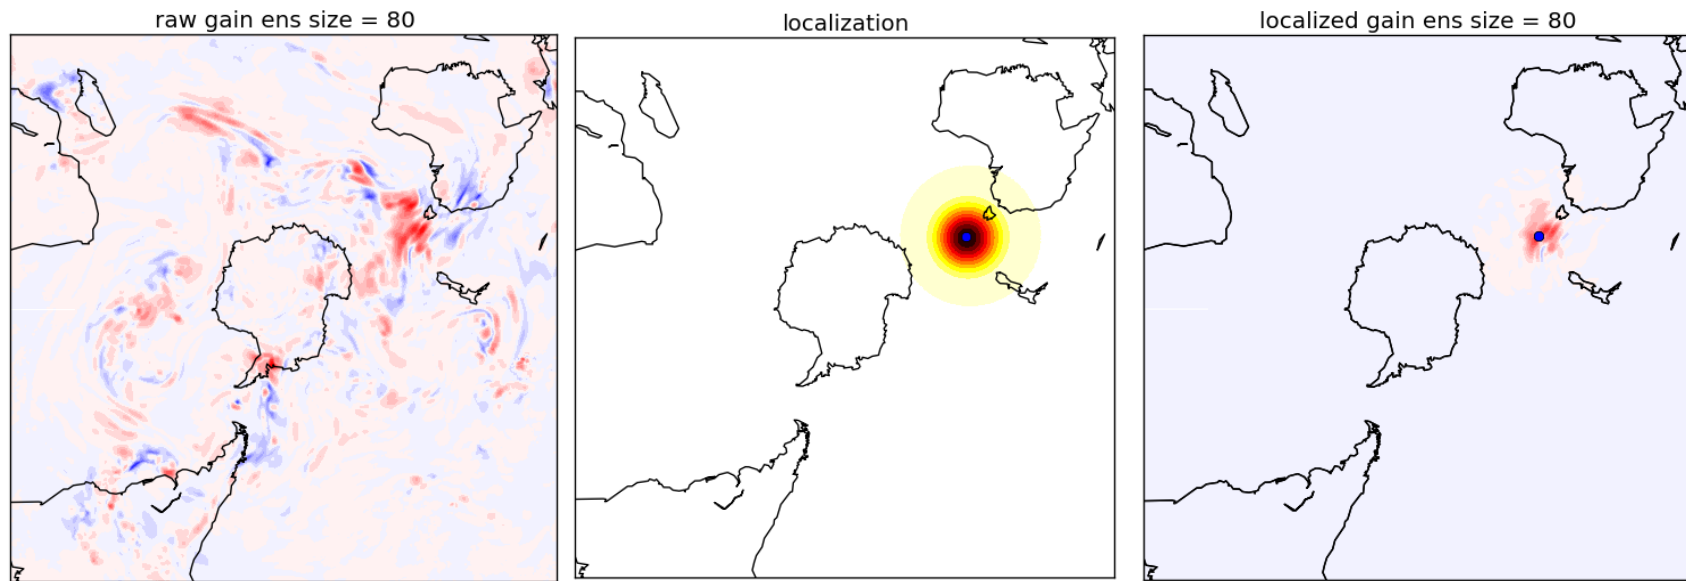 raw gain ens size = 80
localization
localized gain ens size = 80